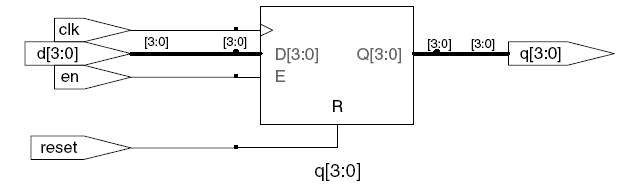 clk
d[3:0] [3:0] [3:0] D[3:0] Q[3:0] [3:0] [3:0] q[3:0]
en E
R
reset
q[3:0]